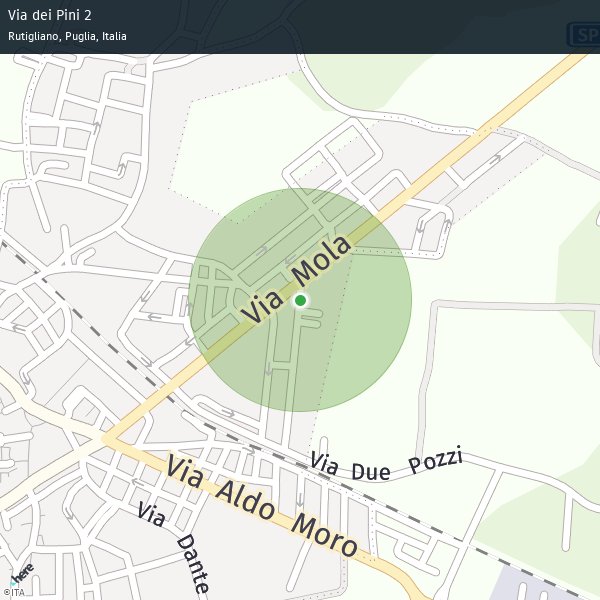 Via dei Pini 2
Rutigliano, Puglia, Italia
SP
Via Mola
Via Due Pozzi
Via Aldo Moro
Via Dante
here
©ITA